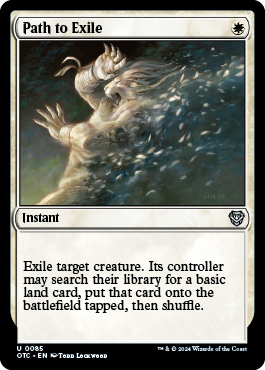 Path to Exile
Instant
Exile target creature. Its controller
may search their library for a basic
land card, put that card onto the
battlefield tapped, then shuffle.
U 0085
OTC • EN Todd Lockwood
™ & © 2024 Wizards of the Coast